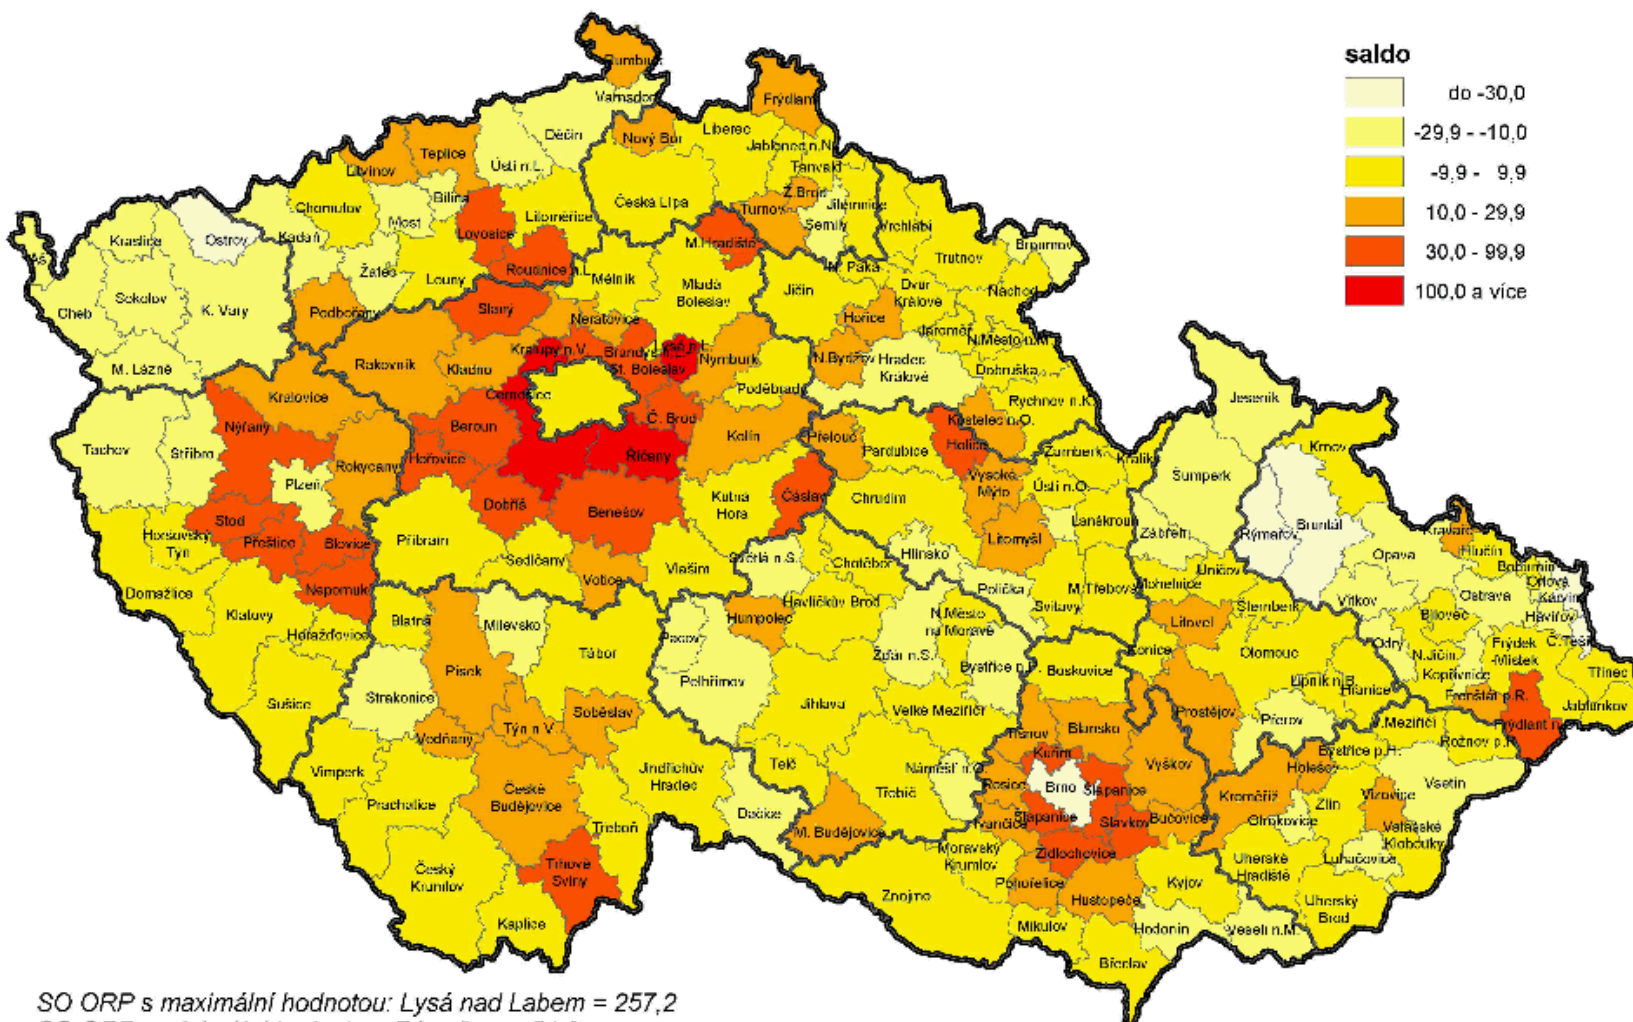 saldo
do -30,0
-29,9 - -10,0
-9,9 - 9,9
10,0 - 29,9
30,0 - 99,9
100,0 a více
Varnsdorf
Frýdlant
Děčín
Nový Bor
Liberec
Teplice
Ústí n.L.
Jablonec n.N.
Tanvald
Litvínov
Bílina
Česká Lípa
Ž.Brod
Chomutov
Most
Litoměřice
Turnov
Semily
Jilemnice
Vrchlabí
Kraslice
Ostrov
Kadaň
Lovosice
M.Hradiště
Trutnov
Broumov
Žatec
Louny
Roudnice n.L.
Mělník
Mladá
Boleslav
Jičín
N. Paka
Dvůr
Králové
Náchod
Cheb
Sokolov
K. Vary
Podbořany
Slaný
Neratovice
Hořice
Jaroměř
N.Město n.M.
M. Lázně
Rakovník
Kladno
Kralupy n.V.
Brandýs n.L.-
St. Boleslav
Nymburk
N.Bydžov
Hradec
Králové
Dobruška
Poděbrady
Rychnov n.K.
Kralovice
Černošice
Č. Brod
Jeseník
Nýřany
Beroun
Kolín
Přelouč
Kostelec n.O.
Holice
Tachov
Stříbro
Rokycany
Hořovice
Říčany
Pardubice
Žamberk
Králíky
Krnov
Plzeň
Vysoké
Mýto
Ústí n.O.
Šumperk
Stod
Dobříš
Benešov
Kutná
Hora
Čáslav
Chrudim
Lanškroun
Bruntál
Rýmařov
Kravaře
Horšovský
Týn
Přeštice
Blovice
Příbram
Sedlčany
Litomyšl
Zábřeh
Hlučín
Světlá n.S.
Chotěboř
Hlinsko
Opava
Bohumín
Votice
Vlašim
M.Třebová
Mohelnice
Uničov
Orlová
Karviná
Domažlice
Nepomuk
Polička
Svitavy
Vítkov
Ostrava
Havířov
Klatovy
Horažďovice
Blatná
Milevsko
Humpolec
Havlíčkův Brod
N.Město
na Moravě
Litovel
Šternberk
Bílovec
Č.Těšín
Pacov
Žďár n.S.
Bystřice n.P.
Boskovice
Konice
Olomouc
Odry
N.Jičín
Frýdek
-Místek
Třinec
Písek
Tábor
Sušice
Strakonice
Pelhřimov
Lipník n.B.
Hranice
Kopřivnice
Frenštát p.R.
Jablunkov
Jihlava
Velké Meziříčí
Soběslav
Týn n.V.
Vodňany
Blansko
Prostějov
Přerov
V.Meziříčí
Frýdlant n.
Tišnov
Kuřim
Vyškov
Bystřice p.H.
Rožnov p.R.
Vimperk
Jindřichův
Hradec
Telč
Náměšť n.O.
Rosice
Brno
Šlapanice
Holešov
Vsetín
Prachatice
České
Budějovice
Třebíč
Kroměříž
Zlín
Vizovice
Dačice
Ivančice
Šlapanice
Slavkov
Bučovice
Otrokovice
Valašské
Klobouky
Třeboň
M. Budějovice
Židlochovice
Luhačovice
Český
Krumlov
Trhové
Sviny
Moravský
Krumlov
Uherské
Hradiště
Znojmo
Pohořelice
Hustopeče
Kyjov
Uherský
Brod
Kaplice
Mikulov
Hodonín
Veselí n.M.
Břeclav
SO ORP s maximální hodnotou: Lysá nad Labem = 257,2